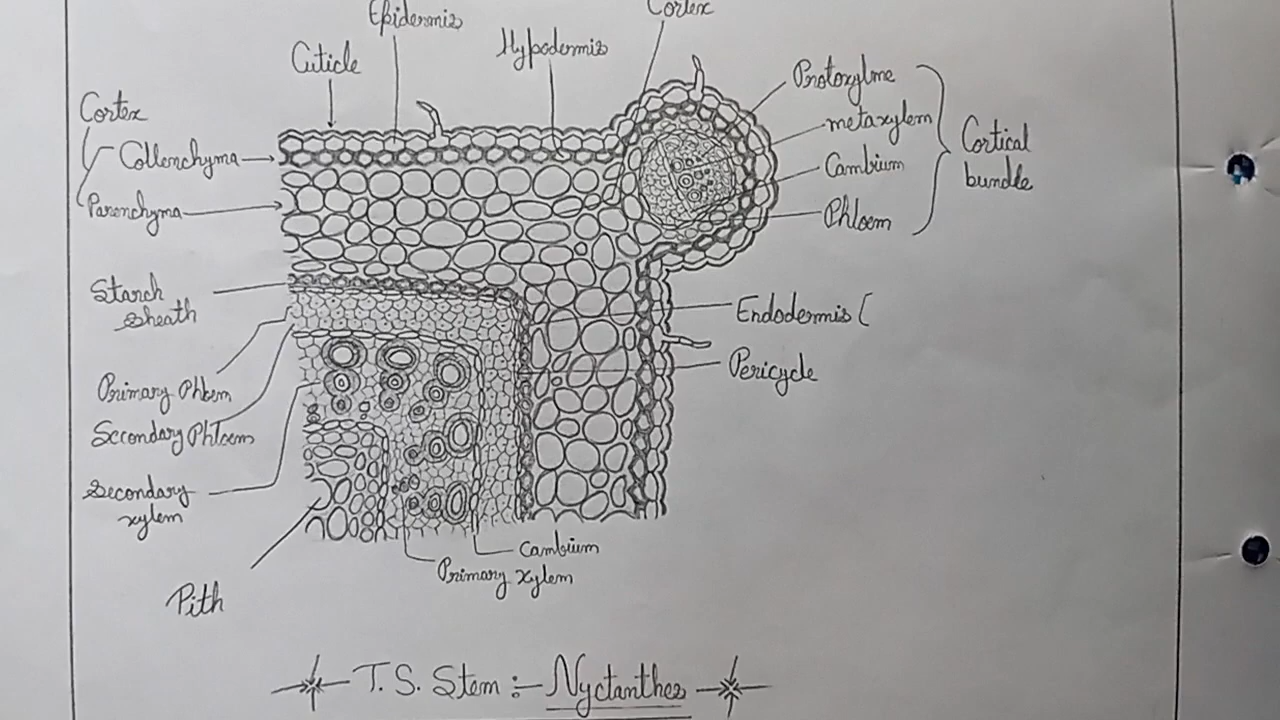 Epidermis
Cortex
Cuticle
Hypodermis
Cortex
Collenchyma
Parenchyma
Protoxylme
metaxylem
Cambium
Phloem
Cortical
bundle
Starch
sheath
Endodermis (
Pericycle
Primary Phloem
Secondary Phloem
Secondary
xylem
Cambium
Primary xylem
Pith
T. S. Stem :- Nyctanthes